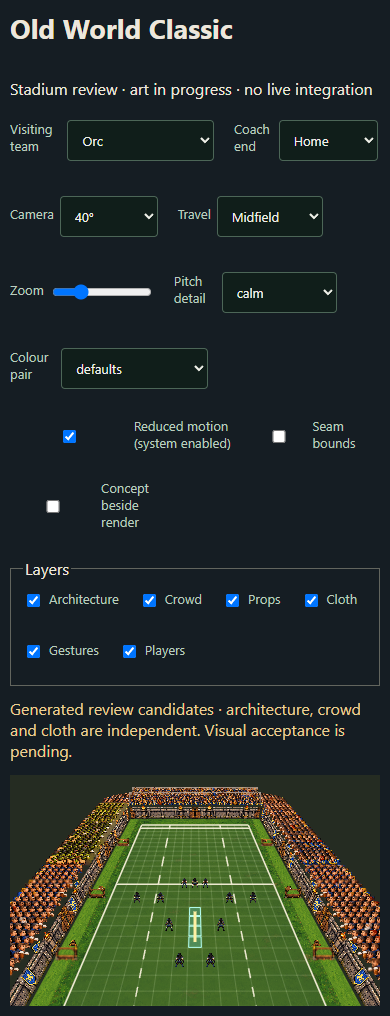 Old World Classic
Stadium review · art in progress · no live integration
Visiting team
Orc
Coach end
Home
Camera
40°
Travel
Midfield
Zoom
Pitch detail
calm
Colour pair
defaults
Reduced motion
(system enabled)
Seam bounds
Concept beside render
Layers
Architecture
Crowd
Props
Cloth
Gestures
Players
Generated review candidates · architecture, crowd
and cloth are independent. Visual acceptance is
pending.